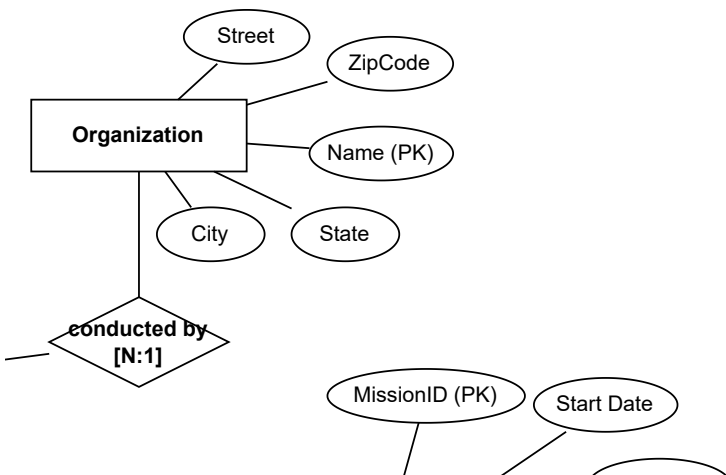 Street
ZipCode
Organization
Name (PK)
City
State
conducted by
[N:1]
MissionID (PK)
Start Date